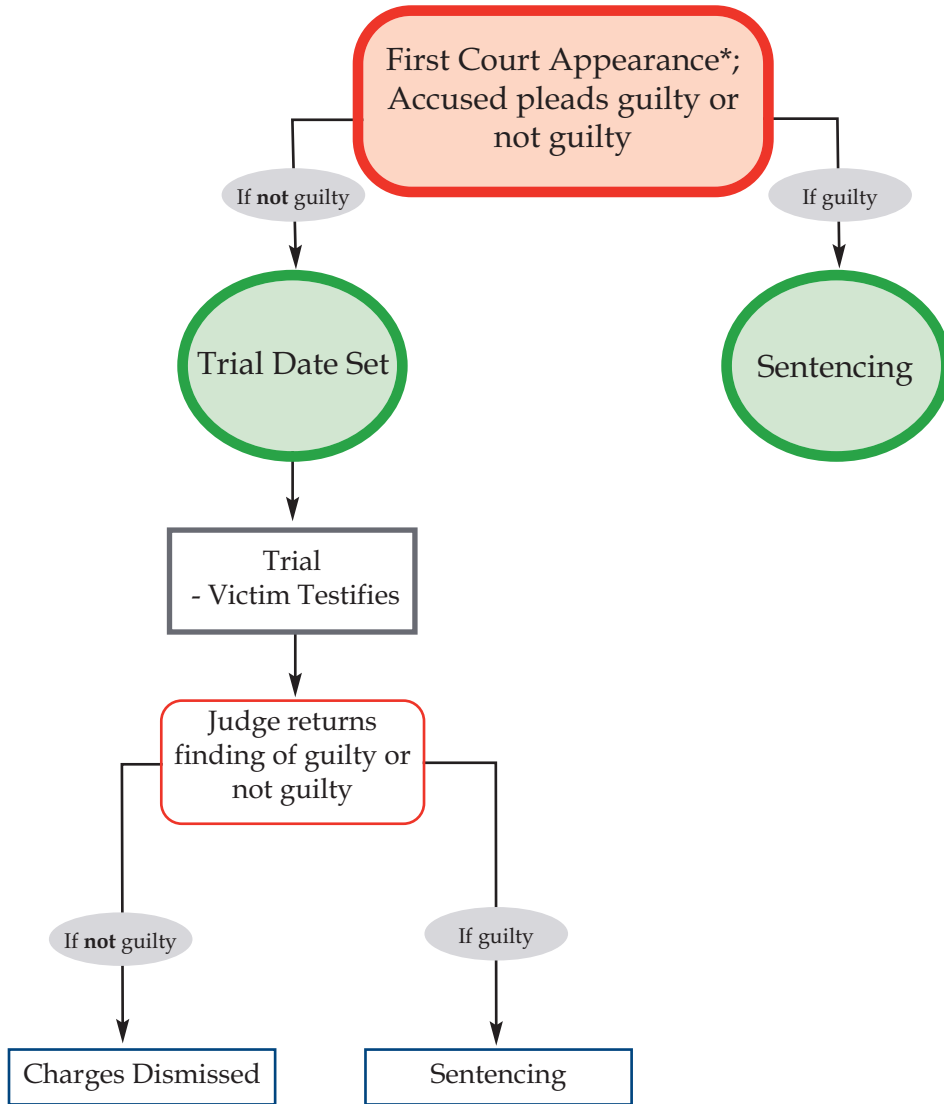 First Court Appearance*;
Accused pleads guilty or
not guilty
If not guilty
If guilty
Trial Date Set
Sentencing
Trial
- Victim Testifies
Judge returns
finding of guilty or
not guilty
If not guilty
If guilty
Charges Dismissed
Sentencing